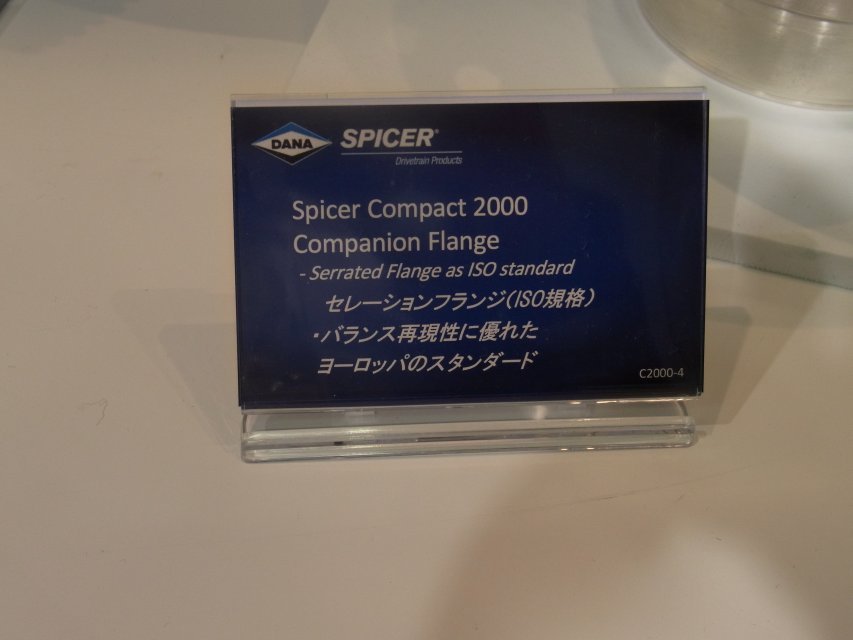 DANA
SPICER®
Drivetrain Products
Spicer Compact 2000
Companion Flange
- Serrated Flange as ISO standard
セレーションフランジ(ISO規格)
・バランス再現性に優れた
ヨーロッパのスタンダード
C2000-4